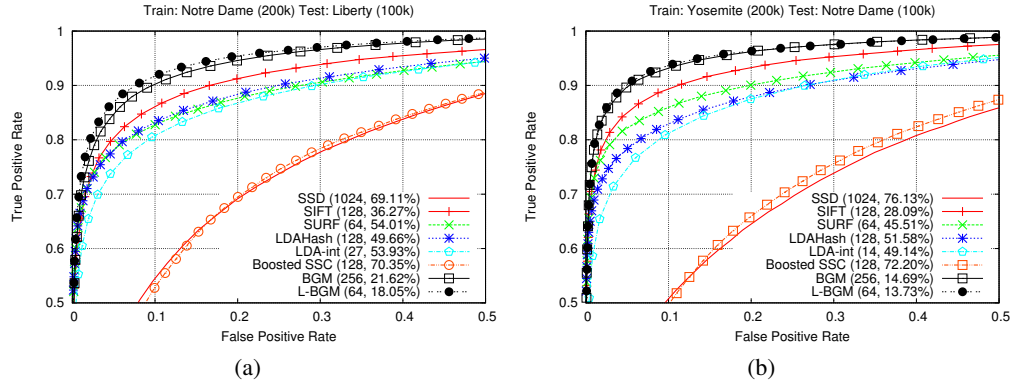 Train: Notre Dame (200k) Test: Liberty (100k)
True Positive Rate
1
0.9
0.8
0.7
0.6
0.5
SSD (1024, 69.11%)
SIFT (128, 36.27%)
SURF (64, 54.01%)
LDAHash (128, 49.66%)
LDA-int (27, 53.93%)
Boosted SSC (128, 70.35%)
BGM (256, 21.62%)
L-BGM (64, 18.05%)
0 0.1 0.2 0.3 0.4 0.5
False Positive Rate
(a)
Train: Yosemite (200k) Test: Notre Dame (100k)
True Positive Rate
1
0.9
0.8
0.7
0.6
0.5
SSD (1024, 76.13%)
SIFT (128, 28.09%)
SURF (64, 45.51%)
LDAHash (128, 51.58%)
LDA-int (14, 49.14%)
Boosted SSC (128, 72.20%)
BGM (256, 14.69%)
L-BGM (64, 13.73%)
0 0.1 0.2 0.3 0.4 0.5
False Positive Rate
(b)